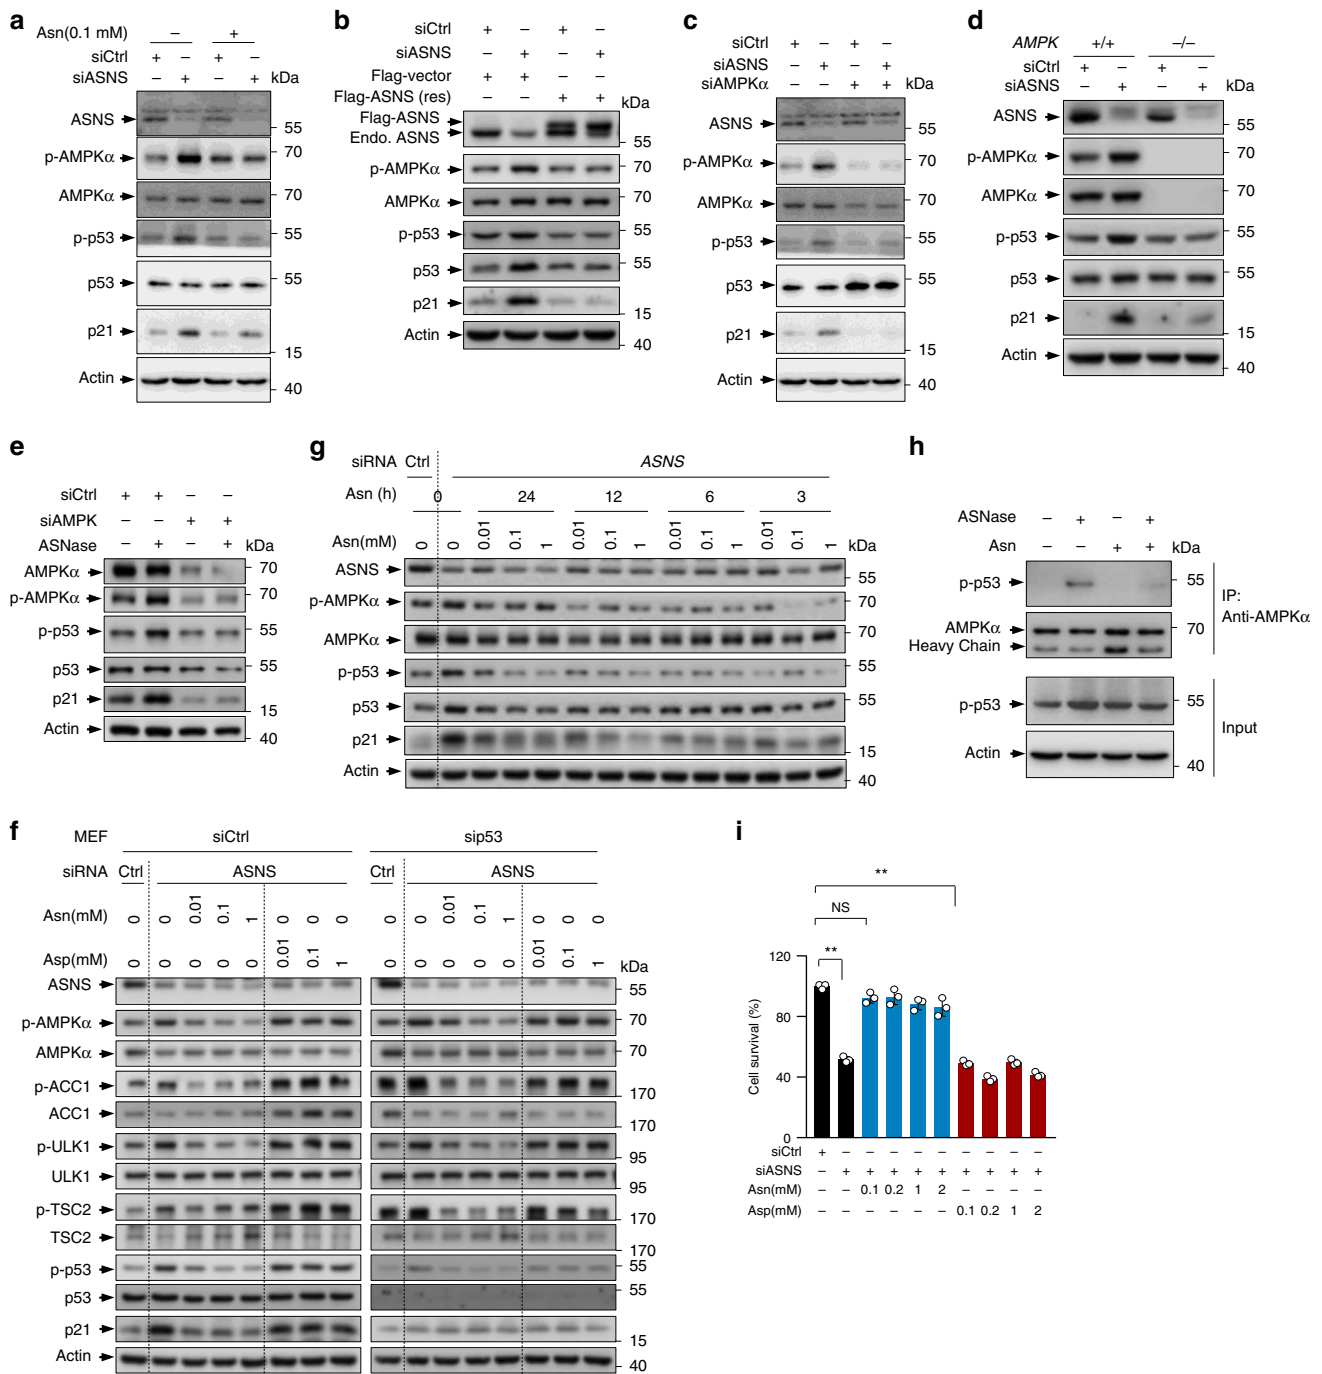 a
Asn(0.1 mM) – +
siCtrl + – + –
siASNS – + – + kDa
ASNS 55
p-AMPKα 70
AMPKα 70
p-p53 55
p53 55
p21 15
Actin 40
b
siCtrl + – + –
siASNS – + – +
Flag-vector + + – –
Flag-ASNS (res) – – + + kDa
Flag-ASNS
Endo. ASNS 55
p-AMPKα 70
AMPKα 70
p-p53 55
p53 55
p21 15
Actin 40
c
siCtrl + – + –
siASNS – + – +
siAMPKα – – + + kDa
ASNS 55
p-AMPKα 70
AMPKα 70
p-p53 55
p53 55
p21 15
Actin 40
d
AMPK +/+ –/–
siCtrl + – + –
siASNS – + – + kDa
ASNS 55
p-AMPKα 70
AMPKα 70
p-p53 55
p53 55
p21 15
Actin 40
e
siCtrl + + – –
siAMPK – – + +
ASNase – + – + kDa
AMPKα 70
p-AMPKα 70
p-p53 55
p53 55
p21 15
Actin 40
g
siRNA Ctrl ASNS
Asn (h) 0 24 12 6 3
Asn(mM) 0 0 0.01 0.1 1 0.01 0.1 1 0.01 0.1 1 0.01 0.1 1 kDa
ASNS 55
p-AMPKα 70
AMPKα 70
p-p53 55
p53 55
p21 15
Actin 40
h
ASNase – + – +
Asn – – + + kDa
p-p53 55
AMPKα 70
Heavy Chain
IP:
Anti-AMPKα
p-p53 55
Actin 40
Input
f
MEF siCtrl sip53
siRNA Ctrl ASNS Ctrl ASNS
Asn(mM) 0 0 0.01 0.1 1 0 0 0 0 0 0.01 0.1 1 0 0 0
Asp(mM) 0 0 0 0 0 0.01 0.1 1 0 0 0 0 0 0.01 0.1 1 kDa
ASNS 55
p-AMPKα 70
AMPKα 70
p-ACC1 170
ACC1 170
p-ULK1 95
ULK1 95
p-TSC2 170
TSC2 170
p-p53 55
p53 55
p21 15
Actin 40
i
**
NS
**
120
80
40
0
Cell survival (%)
siCtrl + – – – – – – – – –
siASNS – + + + + + + + + +
Asn(mM) – – 0.1 0.2 1 2 – – – –
Asp(mM) – – – – – – 0.1 0.2 1 2